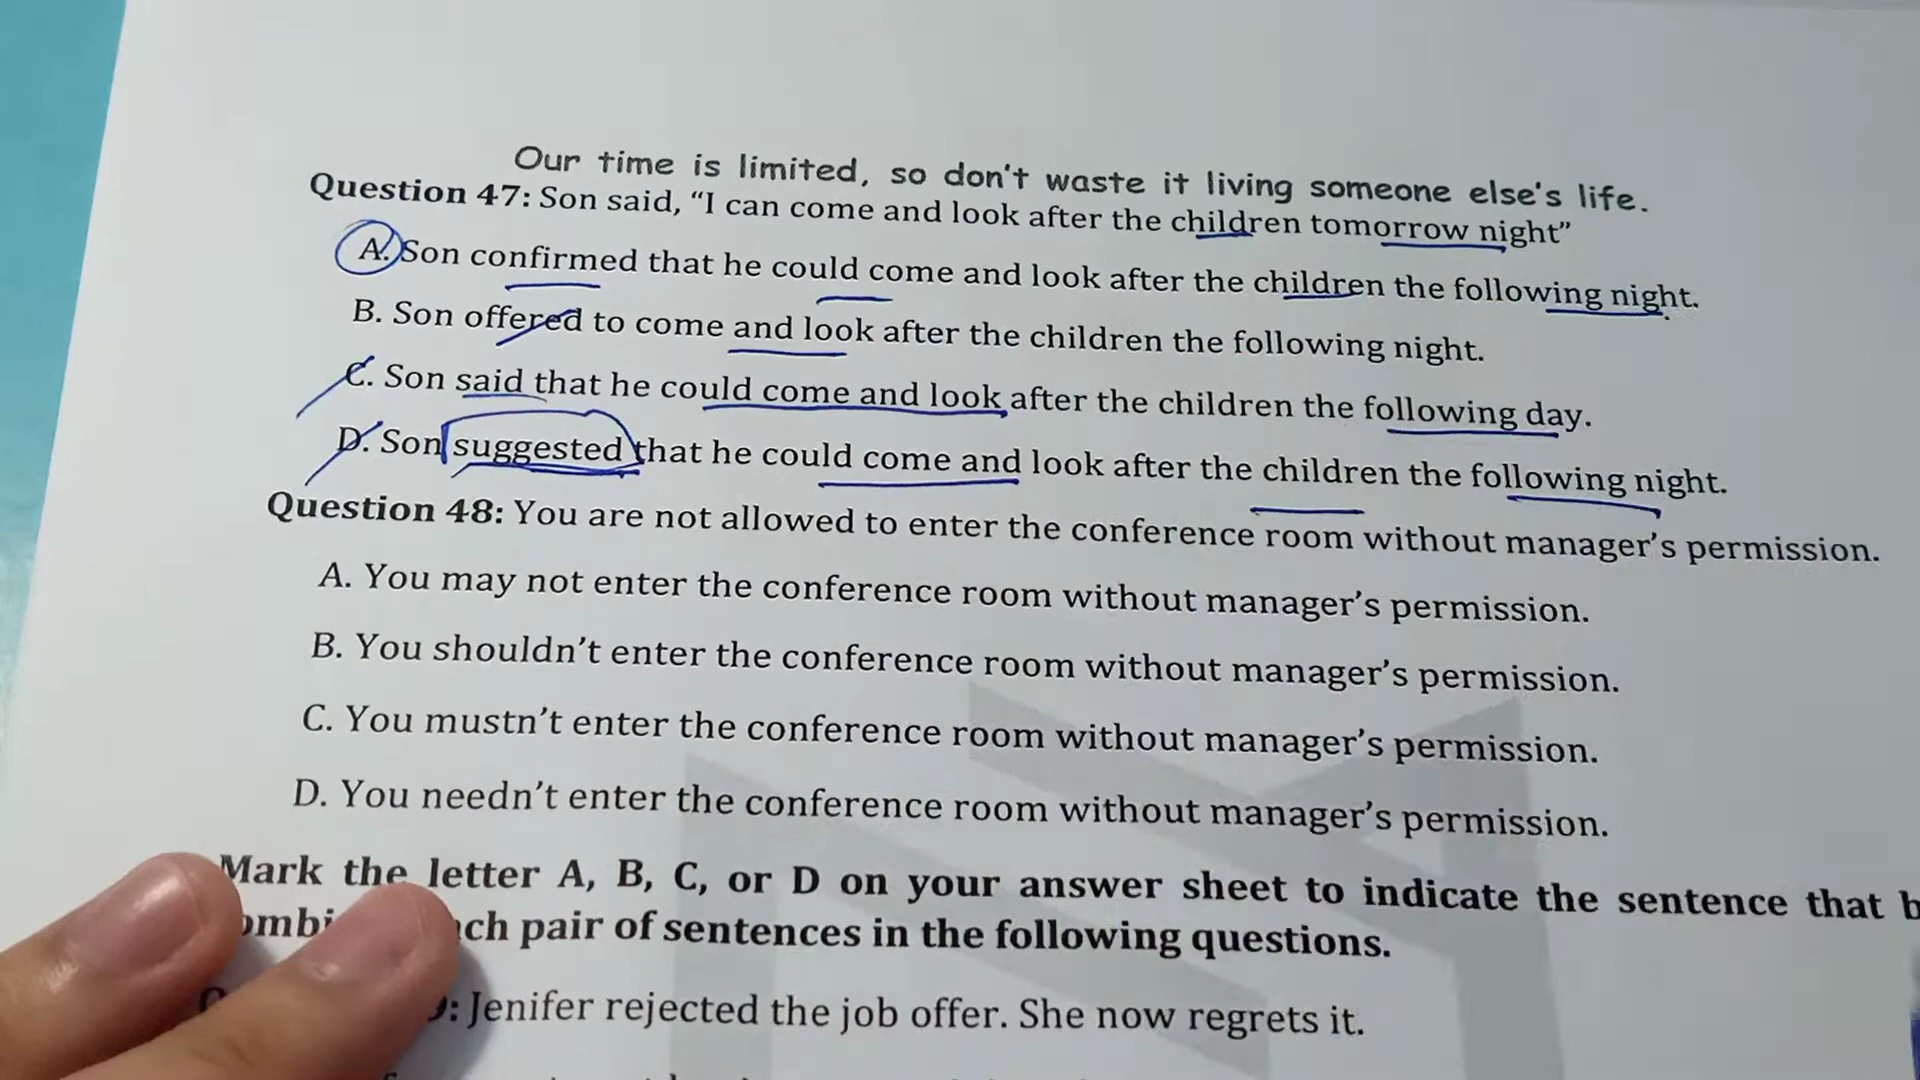 Our time is limited, so don't waste it living someone else's life.
Question 47: Son said, “I can come and look after the children tomorrow night”
A. Son confirmed that he could come and look after the children the following night.
B. Son offered to come and look after the children the following night.
C. Son said that he could come and look after the children the following day.
D. Son suggested that he could come and look after the children the following night.
Question 48: You are not allowed to enter the conference room without manager’s permission.
A. You may not enter the conference room without manager’s permission.
B. You shouldn’t enter the conference room without manager’s permission.
C. You mustn’t enter the conference room without manager’s permission.
D. You needn’t enter the conference room without manager’s permission.
Mark the letter A, B, C, or D on your answer sheet to indicate the sentence that
pair of sentences in the following questions.
: Jenifer rejected the job offer. She now regrets it.